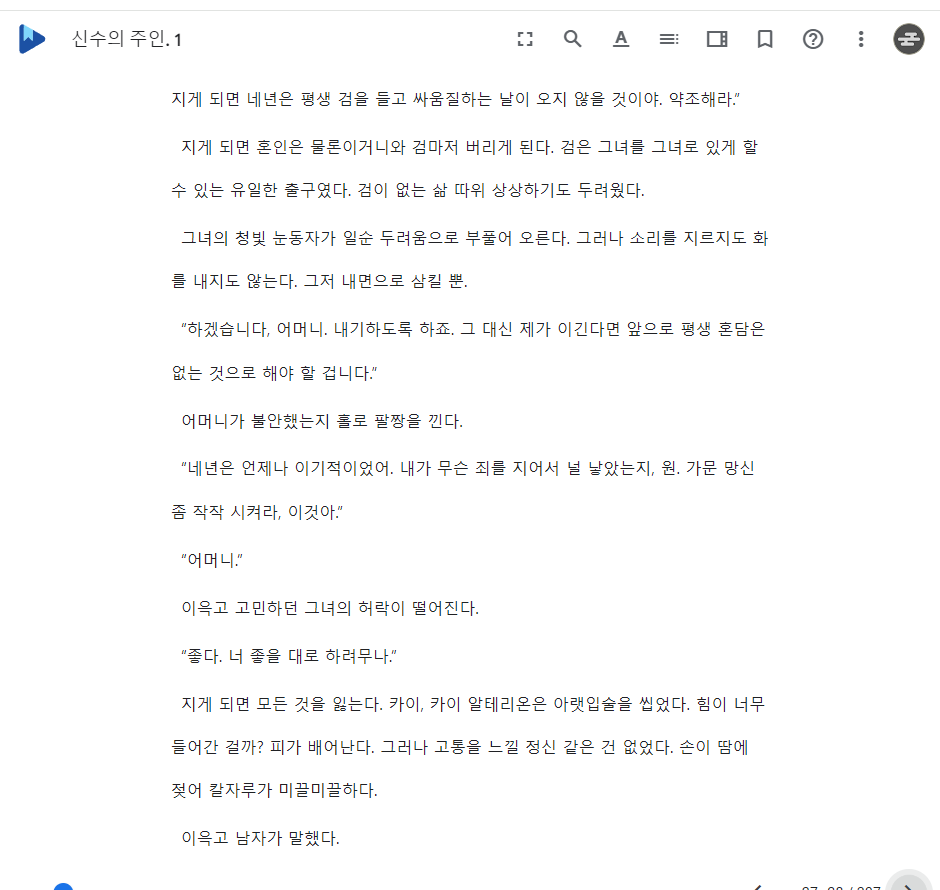 신수의 주인. 1
지게 되면 네년은 평생 검을 들고 싸움질하는 날이 오지 않을 것이야. 약조해라.”
지게 되면 혼인은 물론이거니와 검마저 버리게 된다. 검은 그녀를 그녀로 있게 할
수 있는 유일한 출구였다. 검이 없는 삶 따위 상상하기도 두려웠다.
그녀의 청빛 눈동자가 일순 두려움으로 부풀어 오른다. 그러나 소리를 지르지도 화
를 내지도 않는다. 그저 내면으로 삼킬 뿐.
“하겠습니다, 어머니. 내기하도록 하죠. 그 대신 제가 이긴다면 앞으로 평생 혼담은
없는 것으로 해야 할 겁니다.”
어머니가 불안했는지 홀로 팔짱을 낀다.
“네년은 언제나 이기적이었어. 내가 무슨 죄를 지어서 널 낳았는지, 원. 가문 망신
좀 작작 시켜라, 이것아.”
“어머니.”
이윽고 고민하던 그녀의 허락이 떨어진다.
“좋다. 너 좋을 대로 하려무나.”
지게 되면 모든 것을 잃는다. 카이, 카이 알테리온은 아랫입술을 씹었다. 힘이 너무
들어간 걸까? 피가 배어난다. 그러나 고통을 느낄 정신 같은 건 없었다. 손이 땀에
젖어 칼자루가 미끌미끌하다.
이윽고 남자가 말했다.